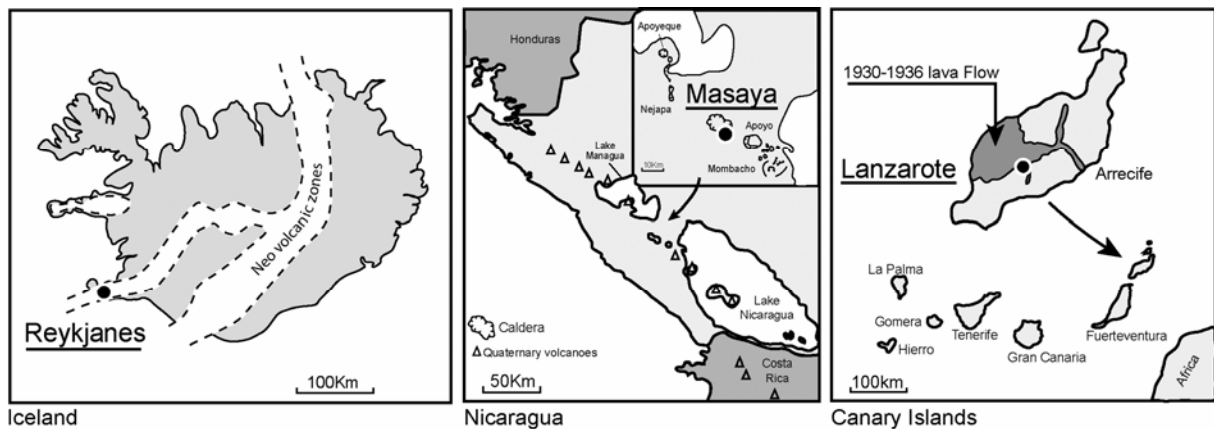 Neo volcanic zones
Reykjanes
100Km
Iceland
Honduras
Apoyeque
Nejapa
Masaya
Apoyo
Mombacho
10Km
Lake
Managua
Lake
Nicaragua
Caldera
Quaternary volcanoes
50Km
Costa
Rica
Nicaragua
1930-1936 lava Flow
Lanzarote
Arrecife
La Palma
Gomera
Hierro
Tenerife
Gran Canaria
Fuerteventura
Africa
100km
Canary Islands